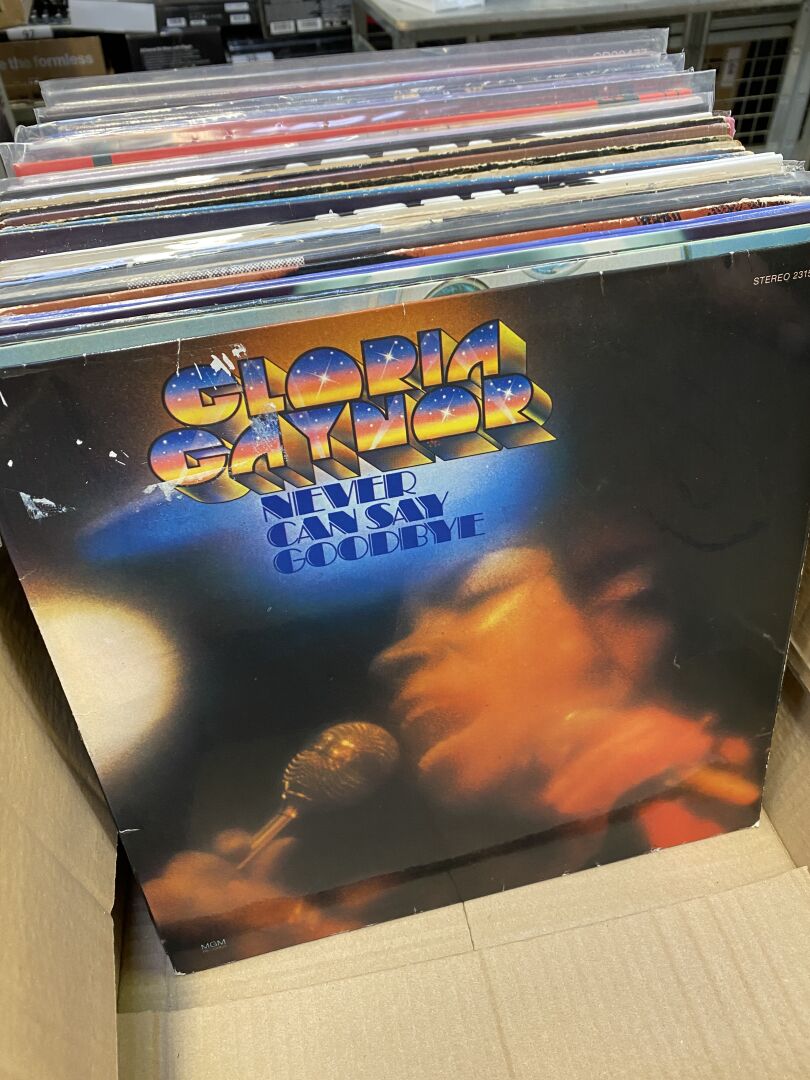 e the formless
STEREO 2315
GLORIA
GAYNOR
NEVER
CAN SAY
GOODBYE
MGM